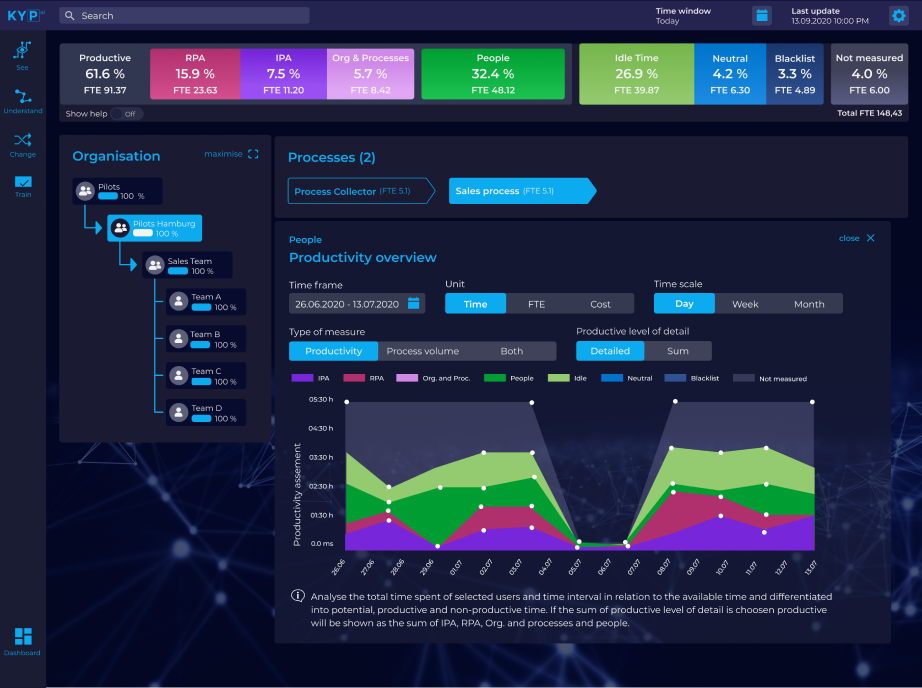 KYP.ai
Search
Time window
Today
Last update
13.09.2020 10:00 PM
See
Understand
Change
Train
Dashboard
Productive
61.6 %
FTE 91.37
RPA
15.9 %
FTE 23.63
IPA
7.5 %
FTE 11.20
Org & Processes
5.7 %
FTE 8.42
People
32.4 %
FTE 48.12
Idle Time
26.9 %
FTE 39.87
Neutral
4.2 %
FTE 6.30
Blacklist
3.3 %
FTE 4.89
Not measured
4.0 %
FTE 6.00
Show help Off
Total FTE 148,43
Organisation
maximise
Pilots
100 %
Pilots Hamburg
100 %
Sales Team
100 %
Team A
100 %
Team B
100 %
Team C
100 %
Team D
100 %
Processes (2)
Process Collector (FTE 5.1)
Sales process (FTE 5.1)
People
close
Productivity overview
Time frame
26.06.2020 - 13.07.2020
Unit
Time FTE Cost
Time scale
Day Week Month
Type of measure
Productivity Process volume Both
Productive level of detail
Detailed Sum
IPA RPA Org. and Proc. People Idle Neutral Blacklist Not measured
Productivity assement
05:30 h
04:30 h
03:30 h
02:30 h
01:30 h
0.0 ms
26.06 27.06 28.06 29.06 01.07 02.07 03.07 04.07 05.07 06.07 07.07 08.07 09.07 10.07 11.07 12.07 13.07
Analyse the total time spent of selected users and time interval in relation to the available time and differentiated
into potential, productive and non-productive time. If the sum of productive level of detail is choosen productive
will be shown as the sum of IPA, RPA, Org. and processes and people.